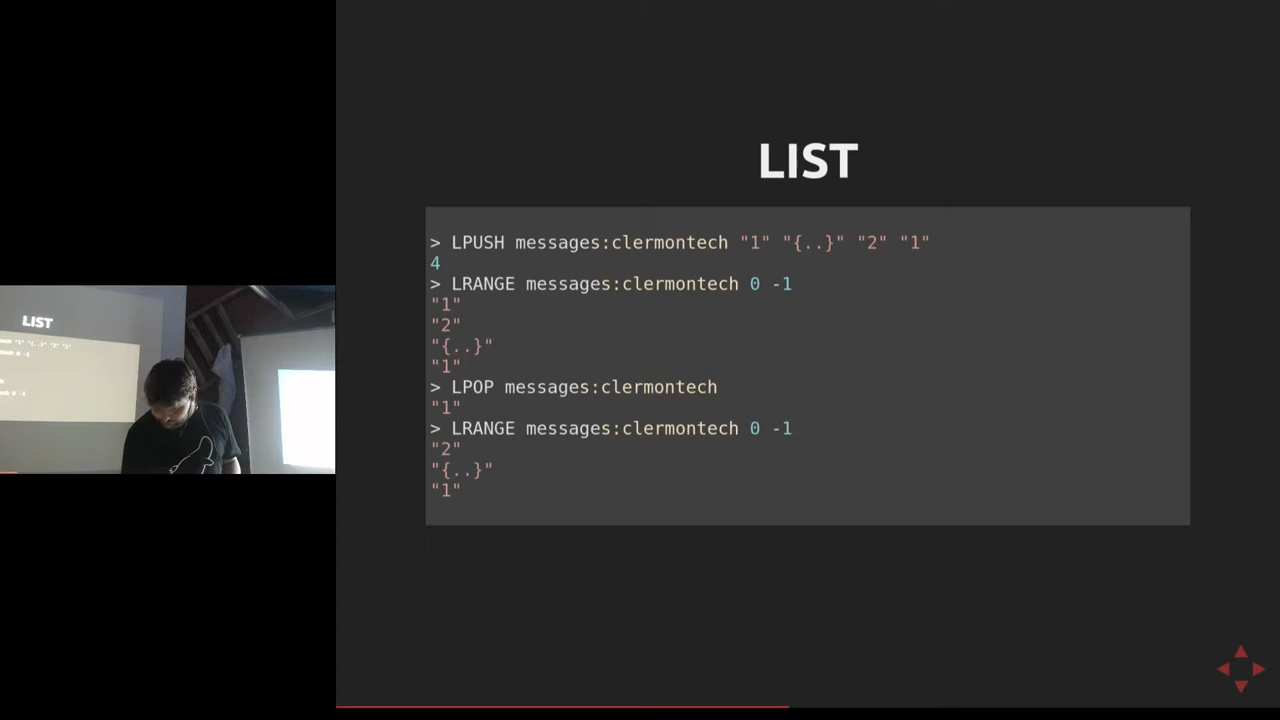 LIST
> LPUSH messages:clermontech "1" "{..}" "2" "1"
4
> LRANGE messages:clermontech 0 -1
"1"
"2"
"{..}"
"1"
> LPOP messages:clermontech
"1"
> LRANGE messages:clermontech 0 -1
"2"
"{..}"
"1"
LIST